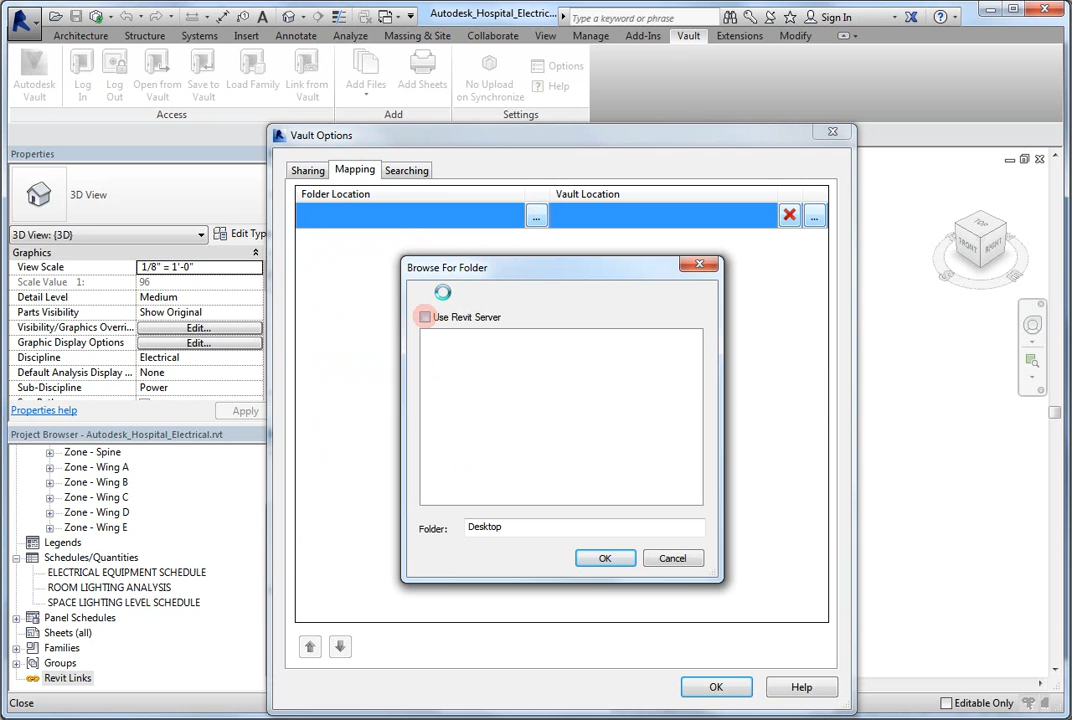 Autodesk_Hospital_Electric...
Type a keyword or phrase
Sign In
Architecture Structure Systems Insert Annotate Analyze Massing & Site Collaborate View Manage Add-Ins Vault Extensions Modify
Autodesk Vault
Log In
Log Out
Open from Vault
Save to Vault
Load Family
Link from Vault
Add Files
Add Sheets
No Upload on Synchronize
Options
Help
Access
Add
Settings
Properties
3D View
3D View: {3D}
Edit Typ
Graphics
View Scale 1/8" = 1'-0"
Scale Value 1: 96
Detail Level Medium
Parts Visibility Show Original
Visibility/Graphics Overri... Edit...
Graphic Display Options Edit...
Discipline Electrical
Default Analysis Display ... None
Sub-Discipline Power
Properties help
Apply
Project Browser - Autodesk_Hospital_Electrical.rvt
Zone - Spine
Zone - Wing A
Zone - Wing B
Zone - Wing C
Zone - Wing D
Zone - Wing E
Legends
Schedules/Quantities
ELECTRICAL EQUIPMENT SCHEDULE
ROOM LIGHTING ANALYSIS
SPACE LIGHTING LEVEL SCHEDULE
Panel Schedules
Sheets (all)
Families
Groups
Revit Links
Close
Vault Options
Sharing Mapping Searching
Folder Location Vault Location
... ...
Browse For Folder
Use Revit Server
Folder: Desktop
OK Cancel
OK Help
TOP
FRONT
RIGHT
Editable Only